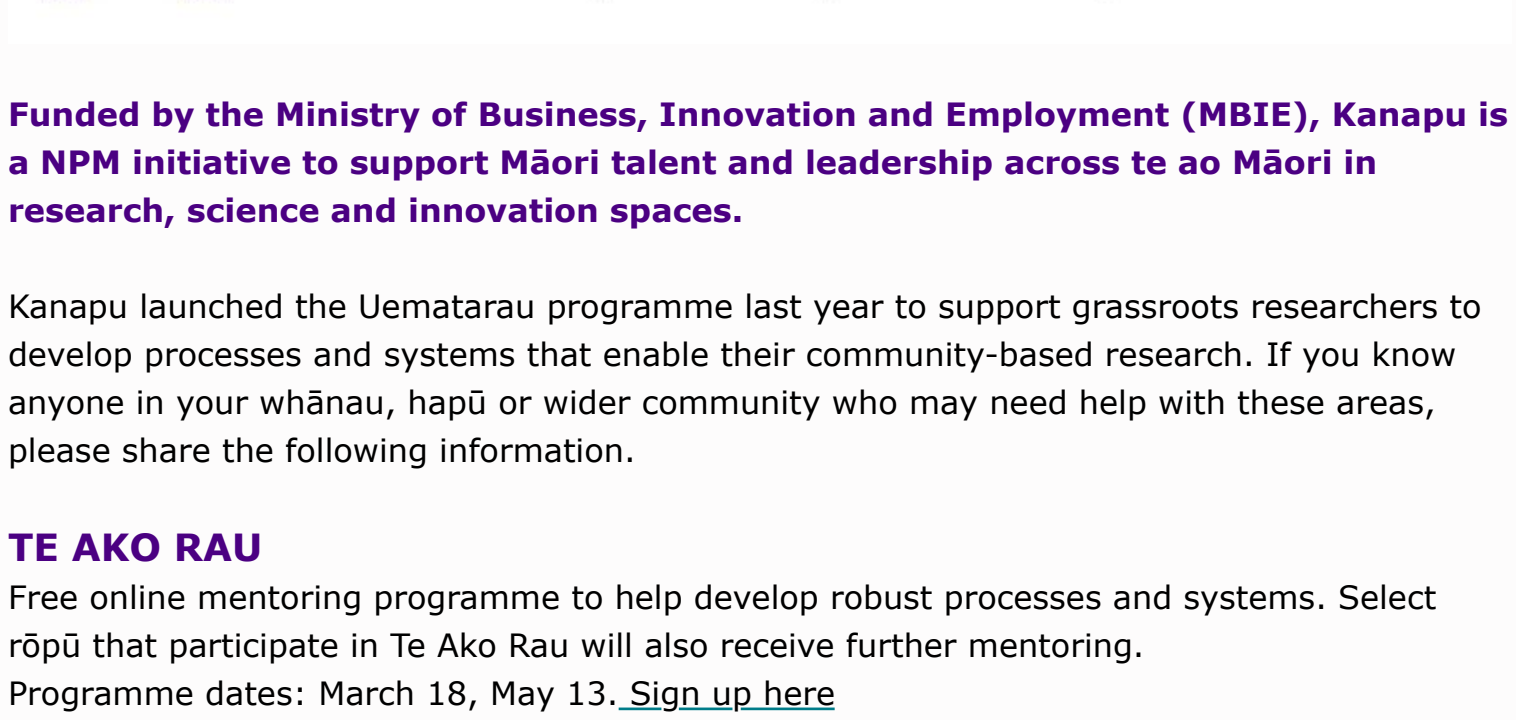 Funded by the Ministry of Business, Innovation and Employment (MBIE), Kanapu is
a NPM initiative to support Māori talent and leadership across te ao Māori in
research, science and innovation spaces.
Kanapu launched the Uematarau programme last year to support grassroots researchers to
develop processes and systems that enable their community-based research. If you know
anyone in your whānau, hapū or wider community who may need help with these areas,
please share the following information.
TE AKO RAU
Free online mentoring programme to help develop robust processes and systems. Select
rōpū that participate in Te Ako Rau will also receive further mentoring.
Programme dates: March 18, May 13. Sign up here